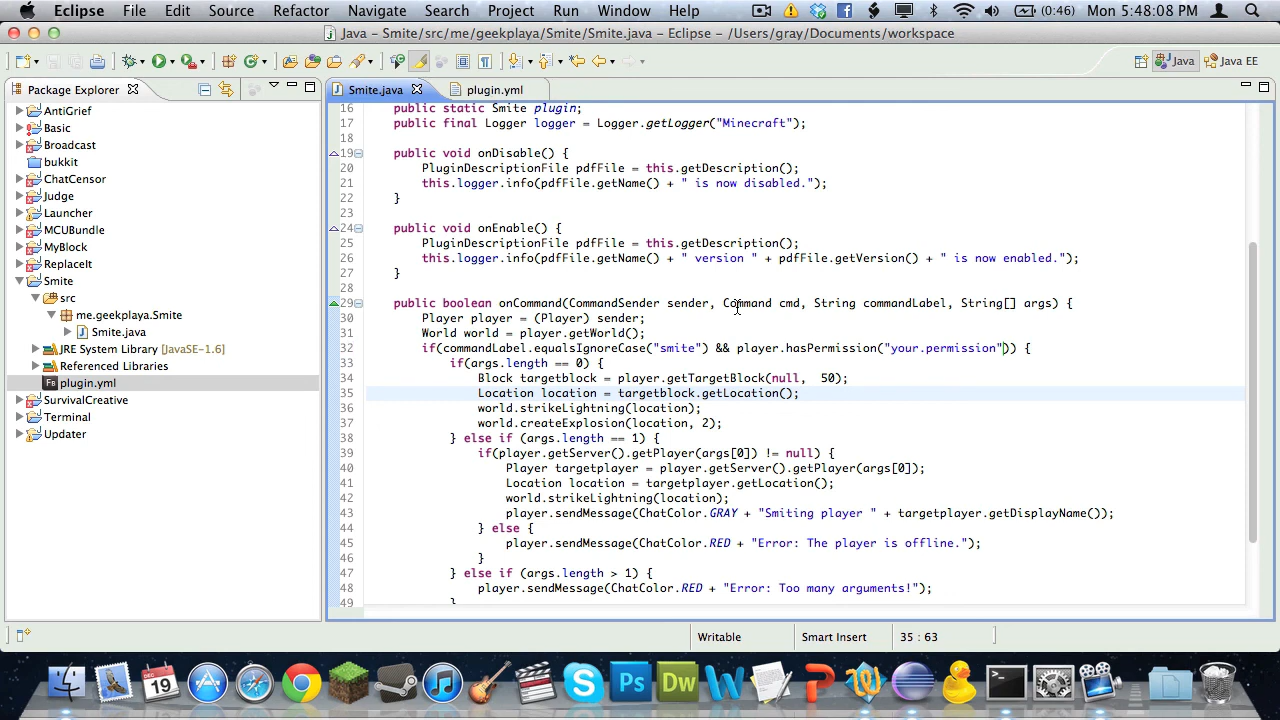 Eclipse File Edit Source Refactor Navigate Search Project Run Window Help (0:46) Mon 5:48:08 PM
Java – Smite/src/me/geekplaya/Smite/Smite.java – Eclipse – /Users/gray/Documents/workspace
Java Java EE
Package Explorer
AntiGrief
Basic
Broadcast
bukkit
ChatCensor
Judge
Launcher
MCUBundle
MyBlock
ReplaceIt
Smite
src
me.geekplaya.Smite
Smite.java
JRE System Library [JavaSE-1.6]
Referenced Libraries
plugin.yml
SurvivalCreative
Terminal
Updater
Smite.java plugin.yml
16 public static Smite plugin;
17 public final Logger logger = Logger.getLogger("Minecraft");
18
19 public void onDisable() {
20 PluginDescriptionFile pdfFile = this.getDescription();
21 this.logger.info(pdfFile.getName() + " is now disabled.");
22 }
23
24 public void onEnable() {
25 PluginDescriptionFile pdfFile = this.getDescription();
26 this.logger.info(pdfFile.getName() + " version " + pdfFile.getVersion() + " is now enabled.");
27 }
28
29 public boolean onCommand(CommandSender sender, Command cmd, String commandLabel, String[] args) {
30 Player player = (Player) sender;
31 World world = player.getWorld();
32 if(commandLabel.equalsIgnoreCase("smite") && player.hasPermission("your.permission")) {
33 if(args.length == 0) {
34 Block targetblock = player.getTargetBlock(null, 50);
35 Location location = targetblock.getLocation();
36 world.strikeLightning(location);
37 world.createExplosion(location, 2);
38 } else if (args.length == 1) {
39 if(player.getServer().getPlayer(args[0]) != null) {
40 Player targetplayer = player.getServer().getPlayer(args[0]);
41 Location location = targetplayer.getLocation();
42 world.strikeLightning(location);
43 player.sendMessage(ChatColor.GRAY + "Smiting player " + targetplayer.getDisplayName());
44 } else {
45 player.sendMessage(ChatColor.RED + "Error: The player is offline.");
46 }
47 } else if (args.length > 1) {
48 player.sendMessage(ChatColor.RED + "Error: Too many arguments!");
49 }
Writable Smart Insert 35 : 63
DEC 19 Ps Dw